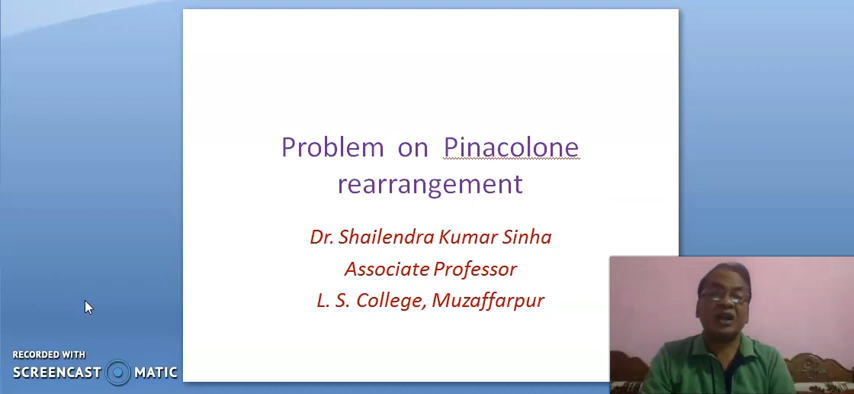 Problem on Pinacolone
rearrangement
Dr. Shailendra Kumar Sinha
Associate Professor
L. S. College, Muzaffarpur
RECORDED WITH
SCREENCAST MATIC